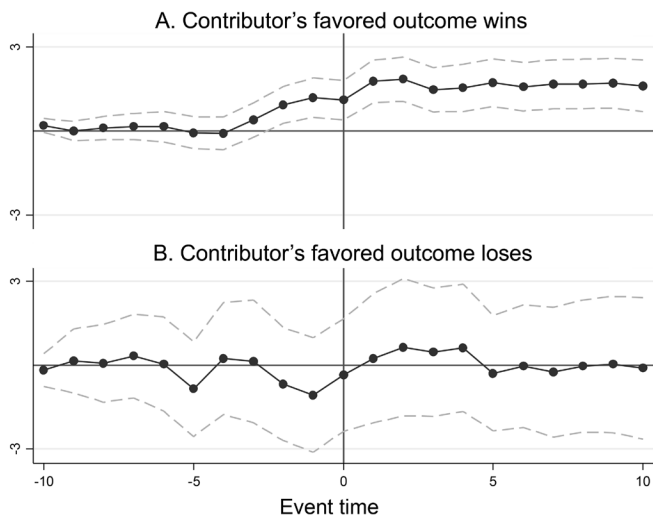 A. Contributor's favored outcome wins
3
-3
B. Contributor's favored outcome loses
3
-3
-10 -5 0 5 10
Event time